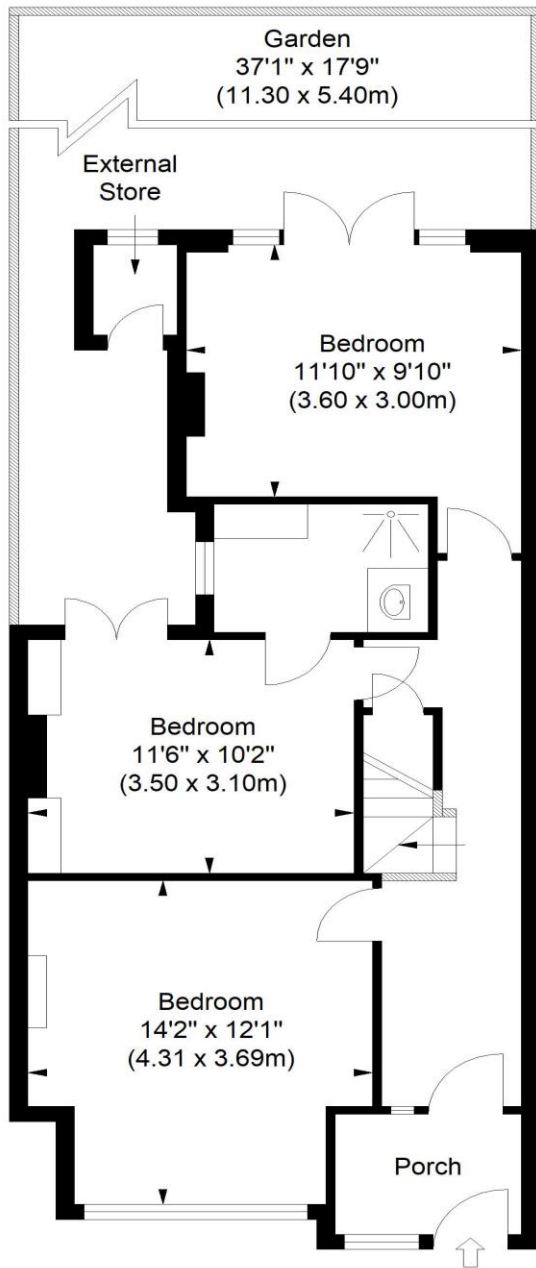 Garden
37'1" x 17'9"
(11.30 x 5.40m)
External
Store
Bedroom
11'10" x 9'10"
(3.60 x 3.00m)
Bedroom
11'6" x 10'2"
(3.50 x 3.10m)
Bedroom
14'2" x 12'1"
(4.31 x 3.69m)
Porch